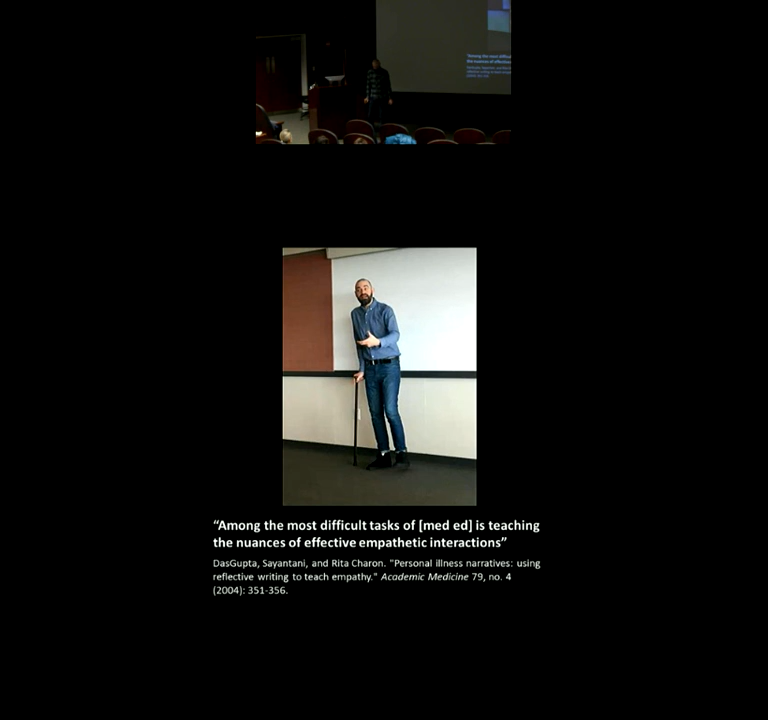 “Among the most difficult tasks of [med ed] is teaching
the nuances of effective empathetic interactions”
DasGupta, Sayantani, and Rita Charon. "Personal illness narratives: using
reflective writing to teach empathy." Academic Medicine 79, no. 4
(2004): 351-356.